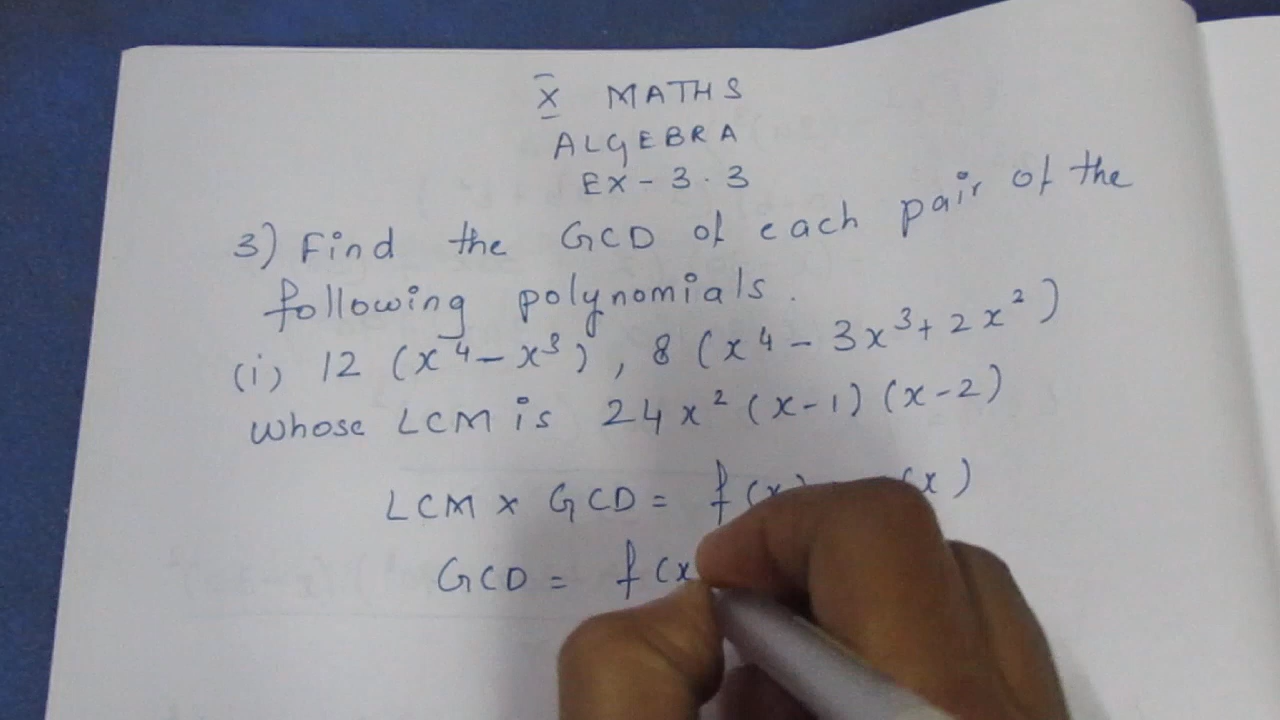 X MATHS
ALGEBRA
EX - 3.3
3) Find the GCD of each pair of the
following polynomials.
(i) 12 (x⁴ - x³), 8 (x⁴ - 3x³ + 2x²)
whose LCM is 24x² (x-1) (x-2)
LCM x GCD = f(x) (x)
GCD = f(x